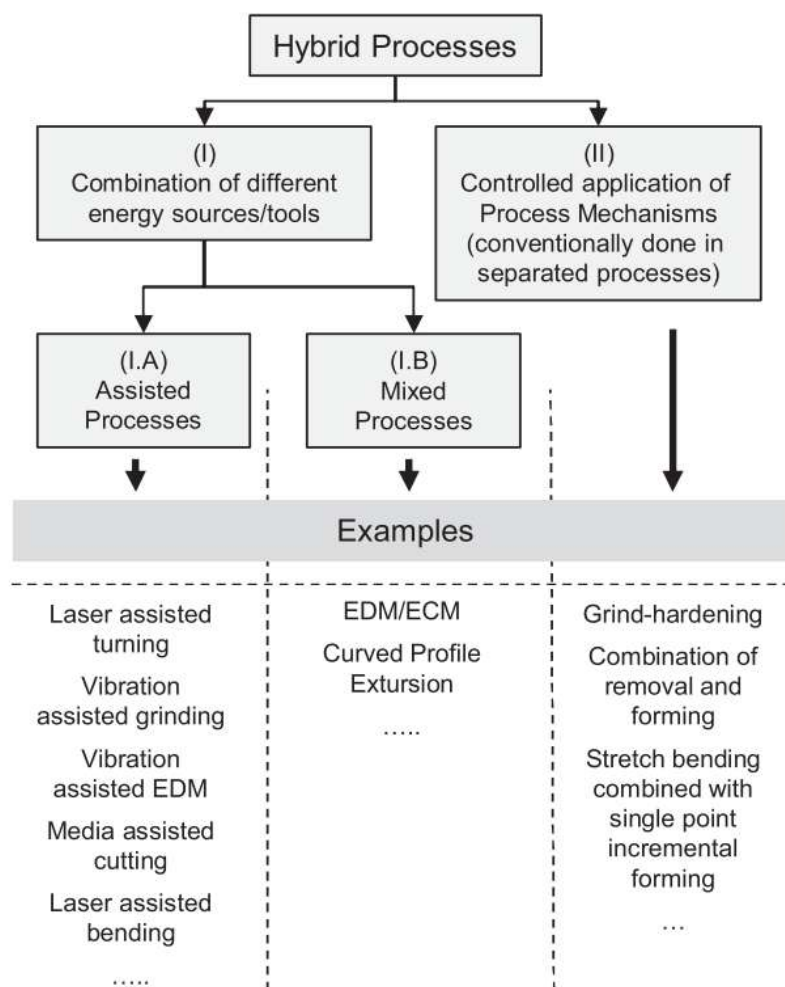 Hybrid Processes
(I)
Combination of different
energy sources/tools
(II)
Controlled application of
Process Mechanisms
(conventionally done in
separated processes)
(I.A)
Assisted
Processes
(I.B)
Mixed
Processes
Examples
Laser assisted
turning
Vibration
assisted grinding
Vibration
assisted EDM
Media assisted
cutting
Laser assisted
bending
.....
EDM/ECM
Curved Profile
Extursion
.....
Grind-hardening
Combination of
removal and
forming
Stretch bending
combined with
single point
incremental
forming
...